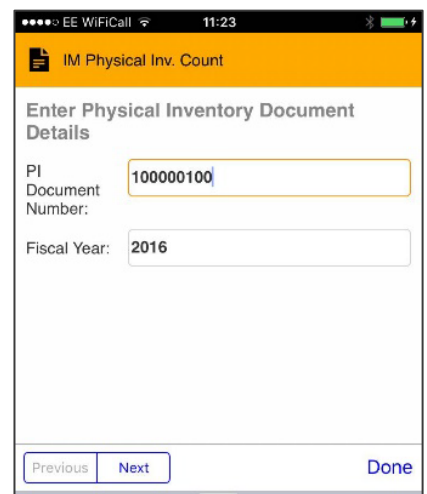 EE WiFiCall 11:23
IM Physical Inv. Count
Enter Physical Inventory Document
Details
PI
Document
Number:
100000100
Fiscal Year: 2016
Previous Next Done